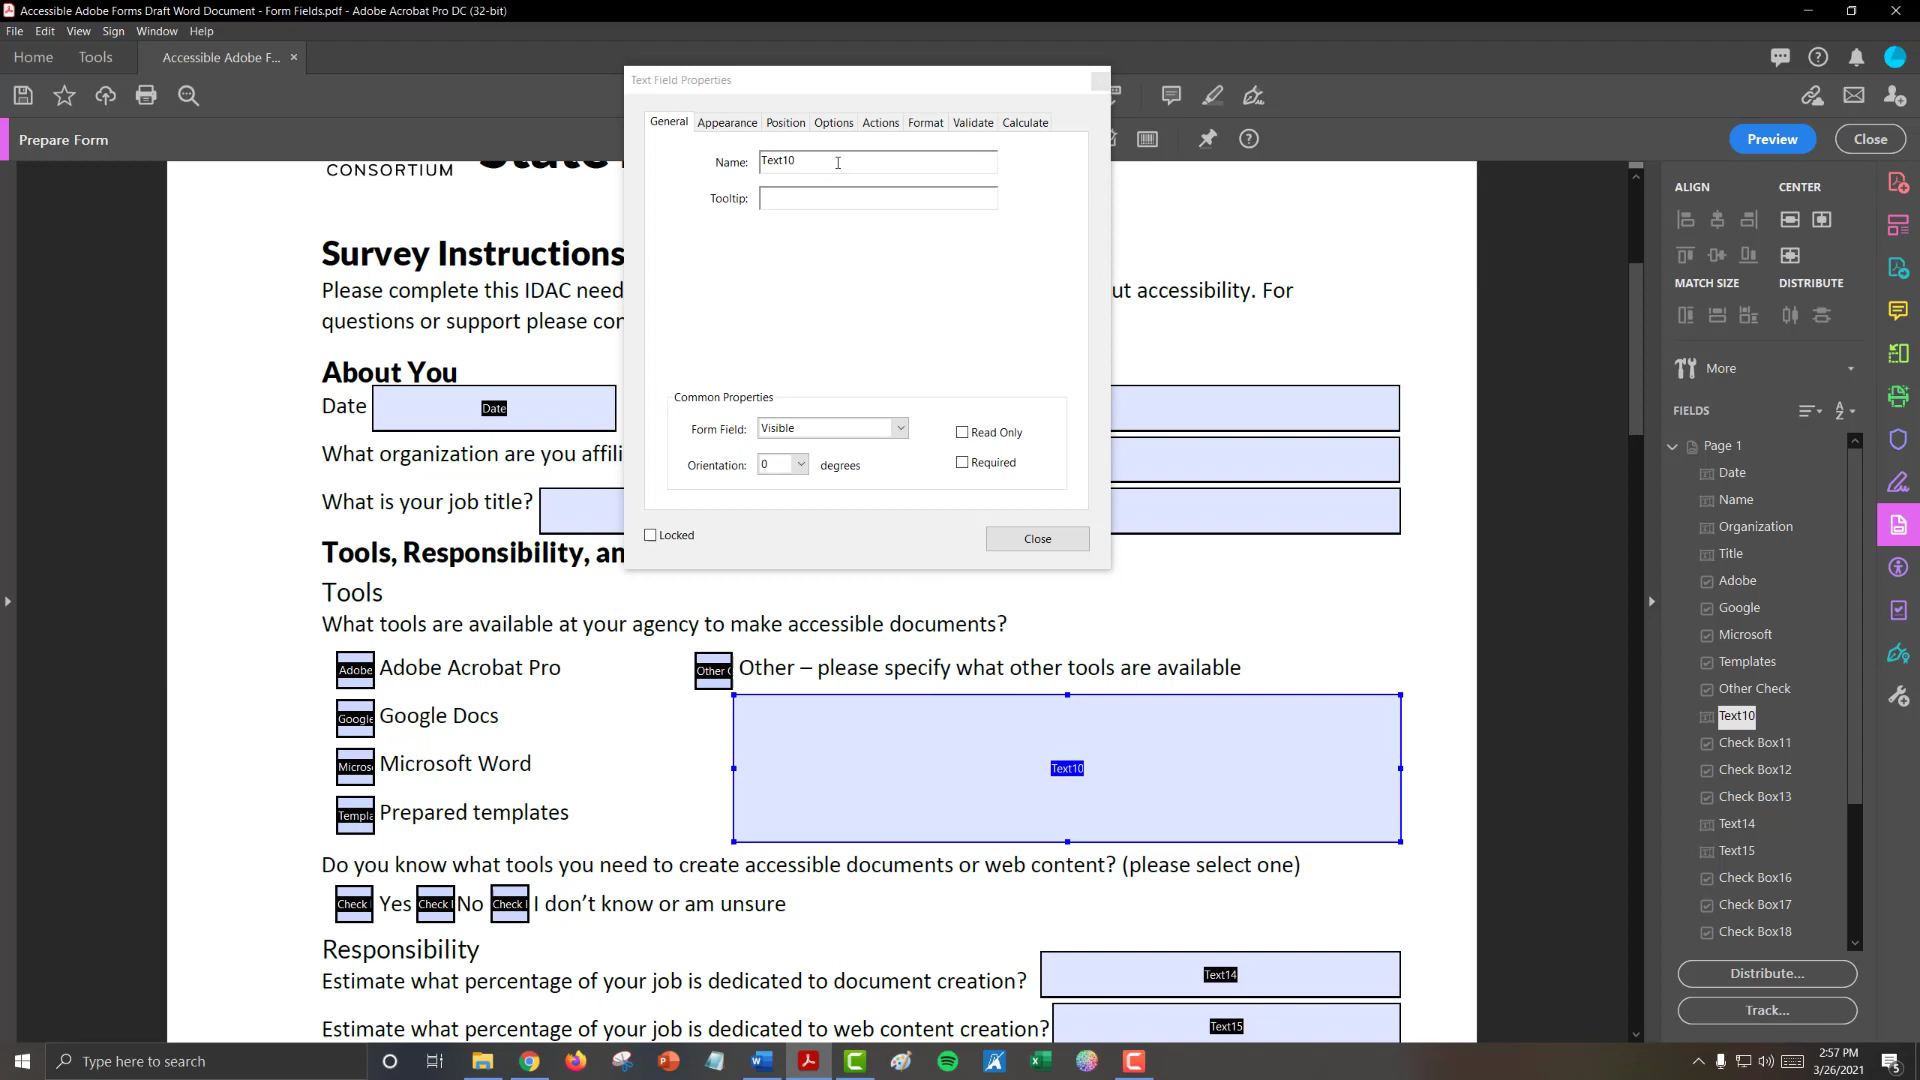 Accessible Adobe Forms Draft Word Document - Form Fields.pdf - Adobe Acrobat Pro DC (32-bit)
File Edit View Sign Window Help
Home Tools Accessible Adobe F... ×
Prepare Form
Preview Close
Text Field Properties
General Appearance Position Options Actions Format Validate Calculate
Name: Text10
Tooltip:
Common Properties
Form Field: Visible
Read Only
Orientation: 0 degrees
Required
Locked
Close
CONSORTIUM
Survey Instructions
Please complete this IDAC need ut accessibility. For
questions or support please con
About You
Date Date
What organization are you affili
What is your job title?
Tools, Responsibility, an
Tools
What tools are available at your agency to make accessible documents?
Adobe Adobe Acrobat Pro
Other C Other – please specify what other tools are available
Google Google Docs
Micros Microsoft Word
Text10
Templa Prepared templates
Do you know what tools you need to create accessible documents or web content? (please select one)
Check Yes Check No Check I don't know or am unsure
Responsibility
Estimate what percentage of your job is dedicated to document creation? Text14
Estimate what percentage of your job is dedicated to web content creation? Text15
ALIGN CENTER
MATCH SIZE DISTRIBUTE
More
FIELDS
Page 1
Date
Name
Organization
Title
Adobe
Google
Microsoft
Templates
Other Check
Text10
Check Box11
Check Box12
Check Box13
Text14
Text15
Check Box16
Check Box17
Check Box18
Distribute...
Track...
Type here to search
2:57 PM
3/26/2021
5